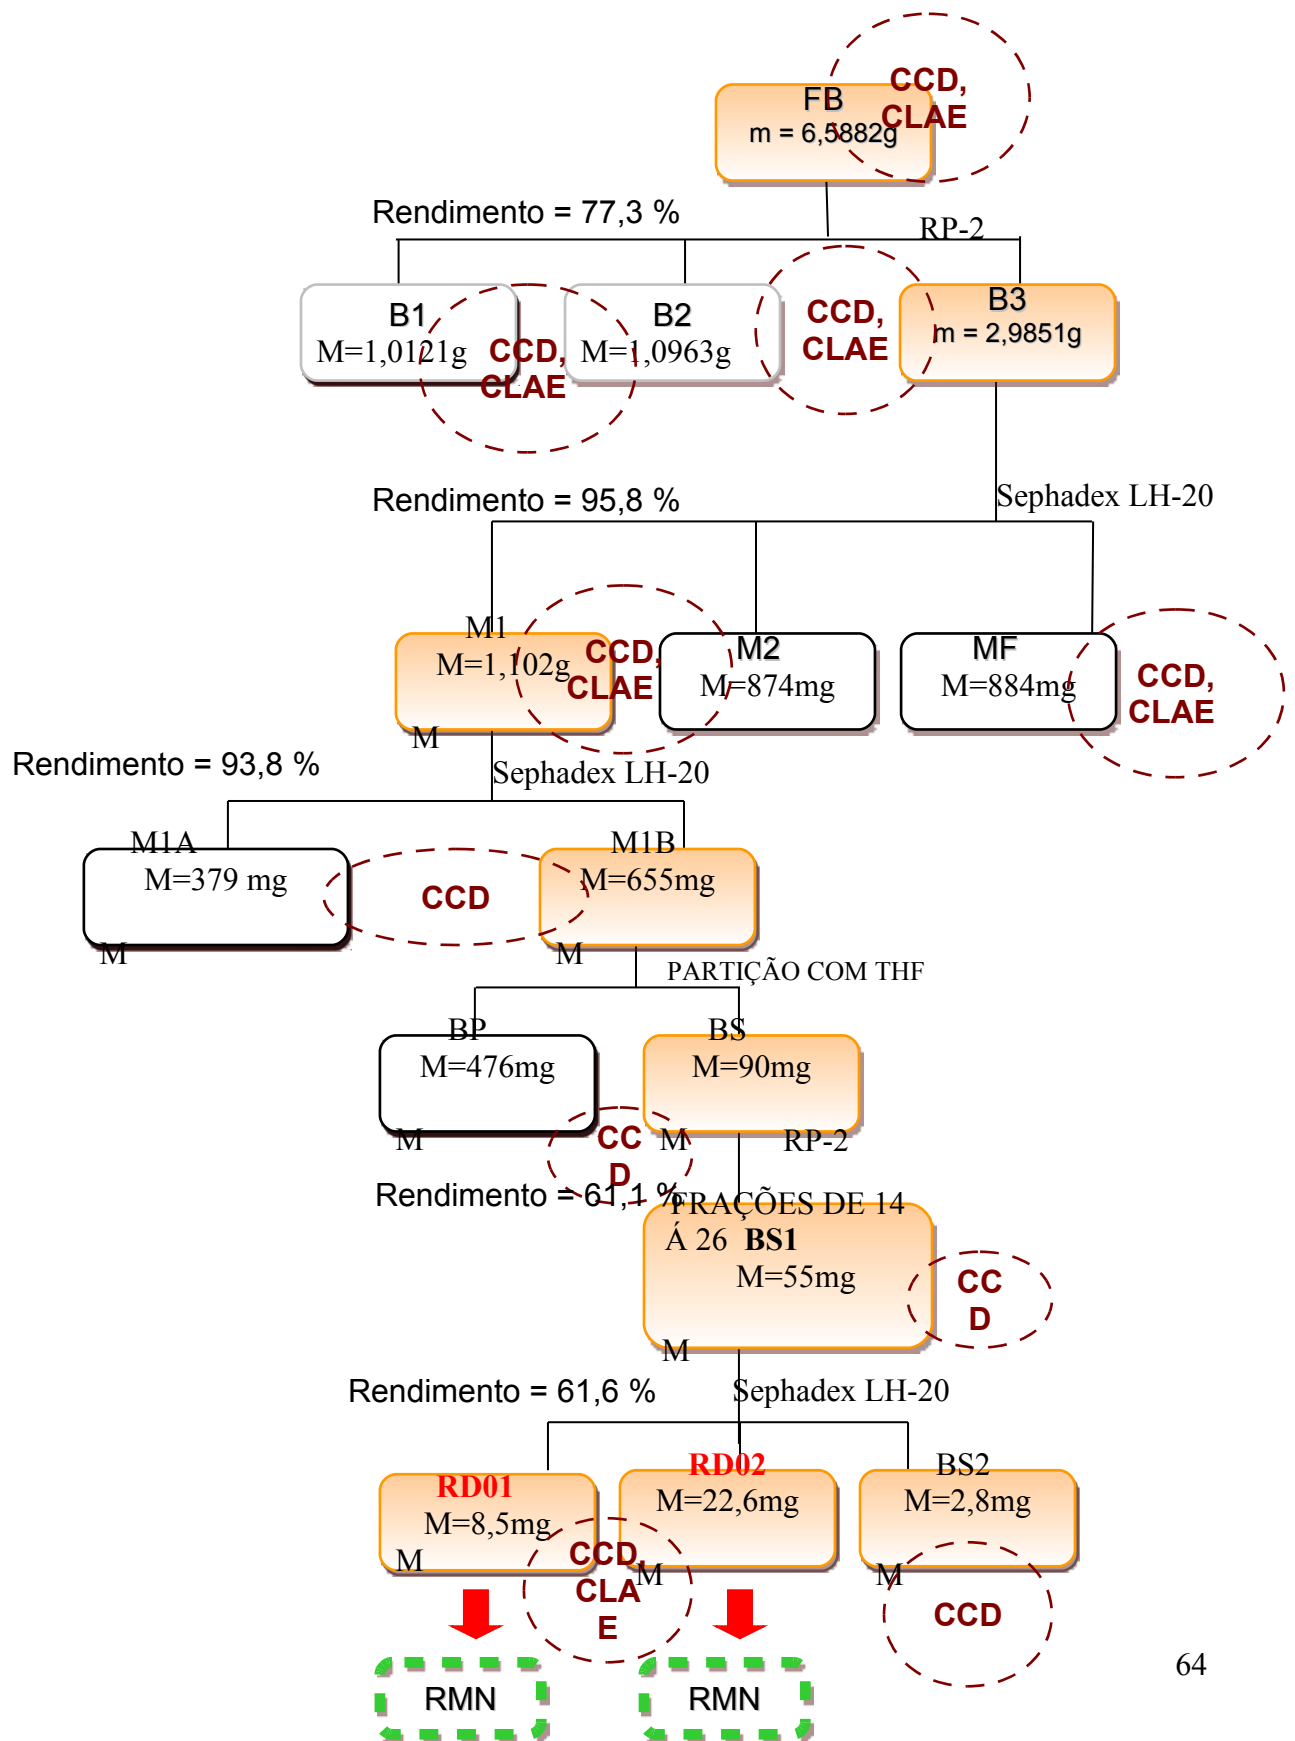 FB
m = 6,5882g
CCD,
CLAE
Rendimento = 77,3 %
RP-2
B1
M=1,0121g
CCD,
CLAE
B2
M=1,0963g
CCD,
CLAE
B3
m = 2,9851g
Rendimento = 95,8 %
Sephadex LH-20
M1
M=1,102g
M
CCD,
CLAE
M2
M=874mg
MF
M=884mg
CCD,
CLAE
Rendimento = 93,8 %
Sephadex LH-20
M1A
M=379 mg
M
CCD
M1B
M=655mg
M
PARTIÇÃO COM THF
BP
M=476mg
M
CC
D
BS
M=90mg
M
RP-2
Rendimento = 61,1 %
FRAÇÕES DE 14
Á 26 BS1
M=55mg
M
CC
D
Rendimento = 61,6 %
Sephadex LH-20
RD01
M=8,5mg
M
CCD,
CLA
E
RD02
M=22,6mg
M
BS2
M=2,8mg
M
CCD
RMN
RMN
64